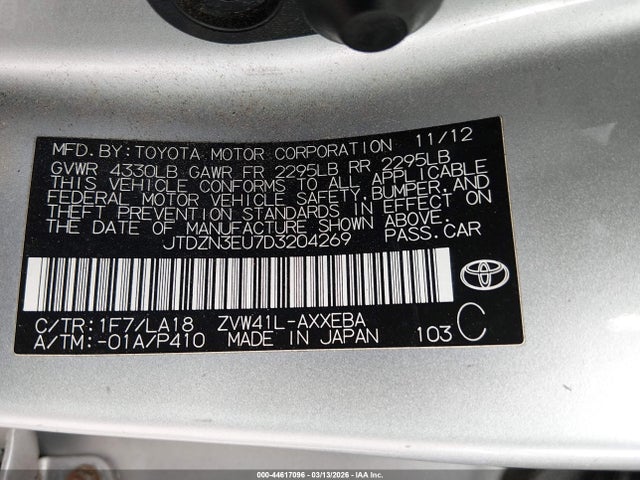 MFD. BY: TOYOTA MOTOR CORPORATION 11/12
GVWR 4330LB GAWR FR 2295LB RR 2295LB
THIS VEHICLE CONFORMS TO ALL APPLICABLE
FEDERAL MOTOR VEHICLE SAFETY, BUMPER, AND
THEFT PREVENTION STANDARDS IN EFFECT ON
THE DATE OF MANUFACTURE SHOWN ABOVE.
JTDZN3EU7D3204269 PASS. CAR
C/TR: 1F7/LA18 ZVW41L-AXXEBA
A/TM: -01A/P410 MADE IN JAPAN 103 C
000-44617096 - 03/13/2026 - IAA Inc.